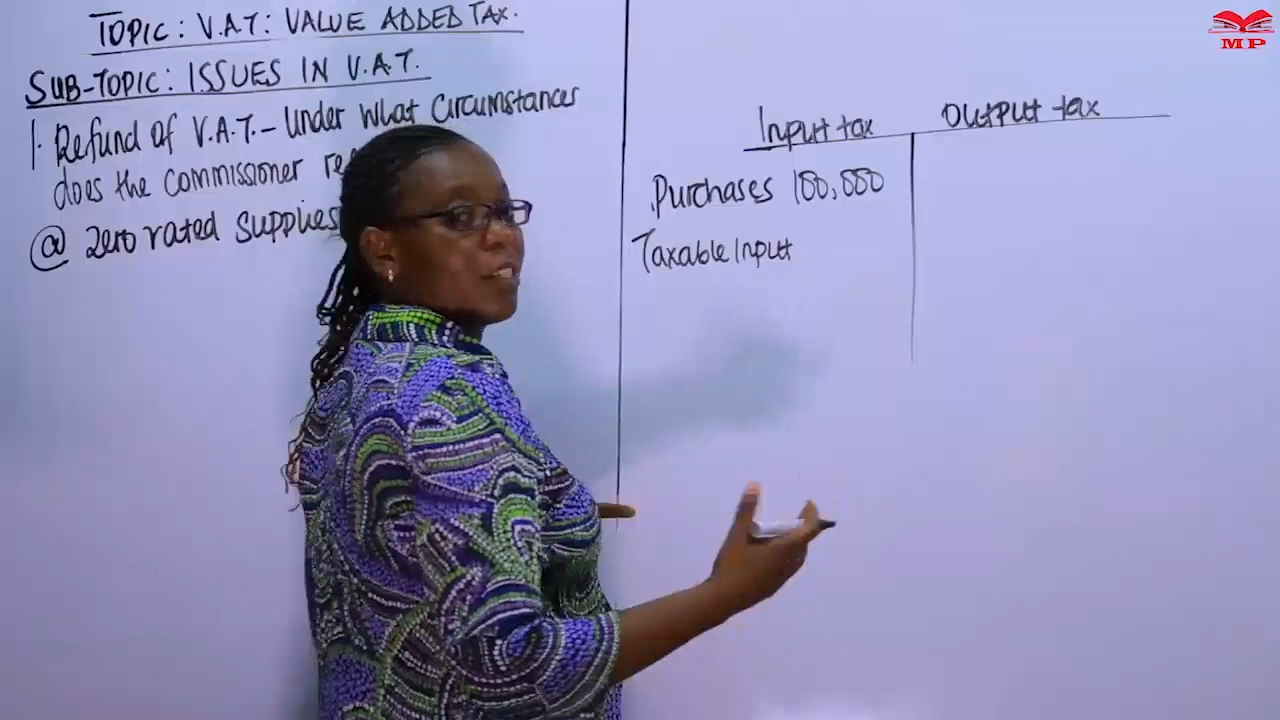 TOPIC: V.A.T: VALUE ADDED TAX.
SUB-TOPIC: ISSUES IN V.A.T.
1. Refund of V.A.T. - Under what circumstances
does the commissioner
@ Zero rated supplies
Input tax
Output tax
Purchases 100,000
Taxable Input
MP